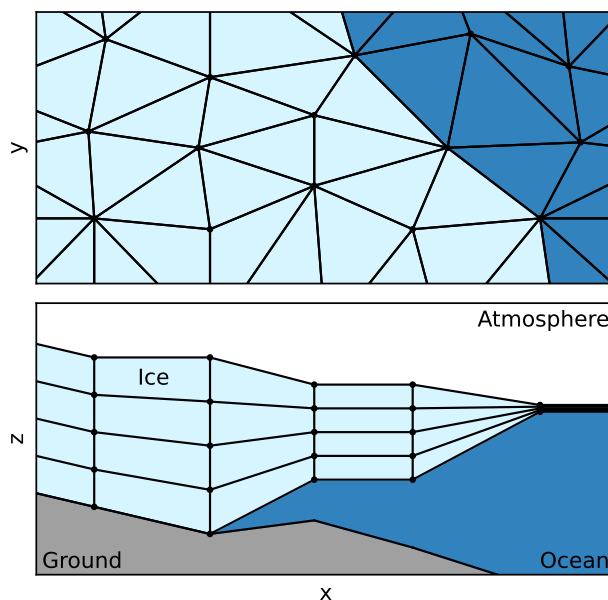 y
Atmosphere
Ice
z
Ground
Ocean
x